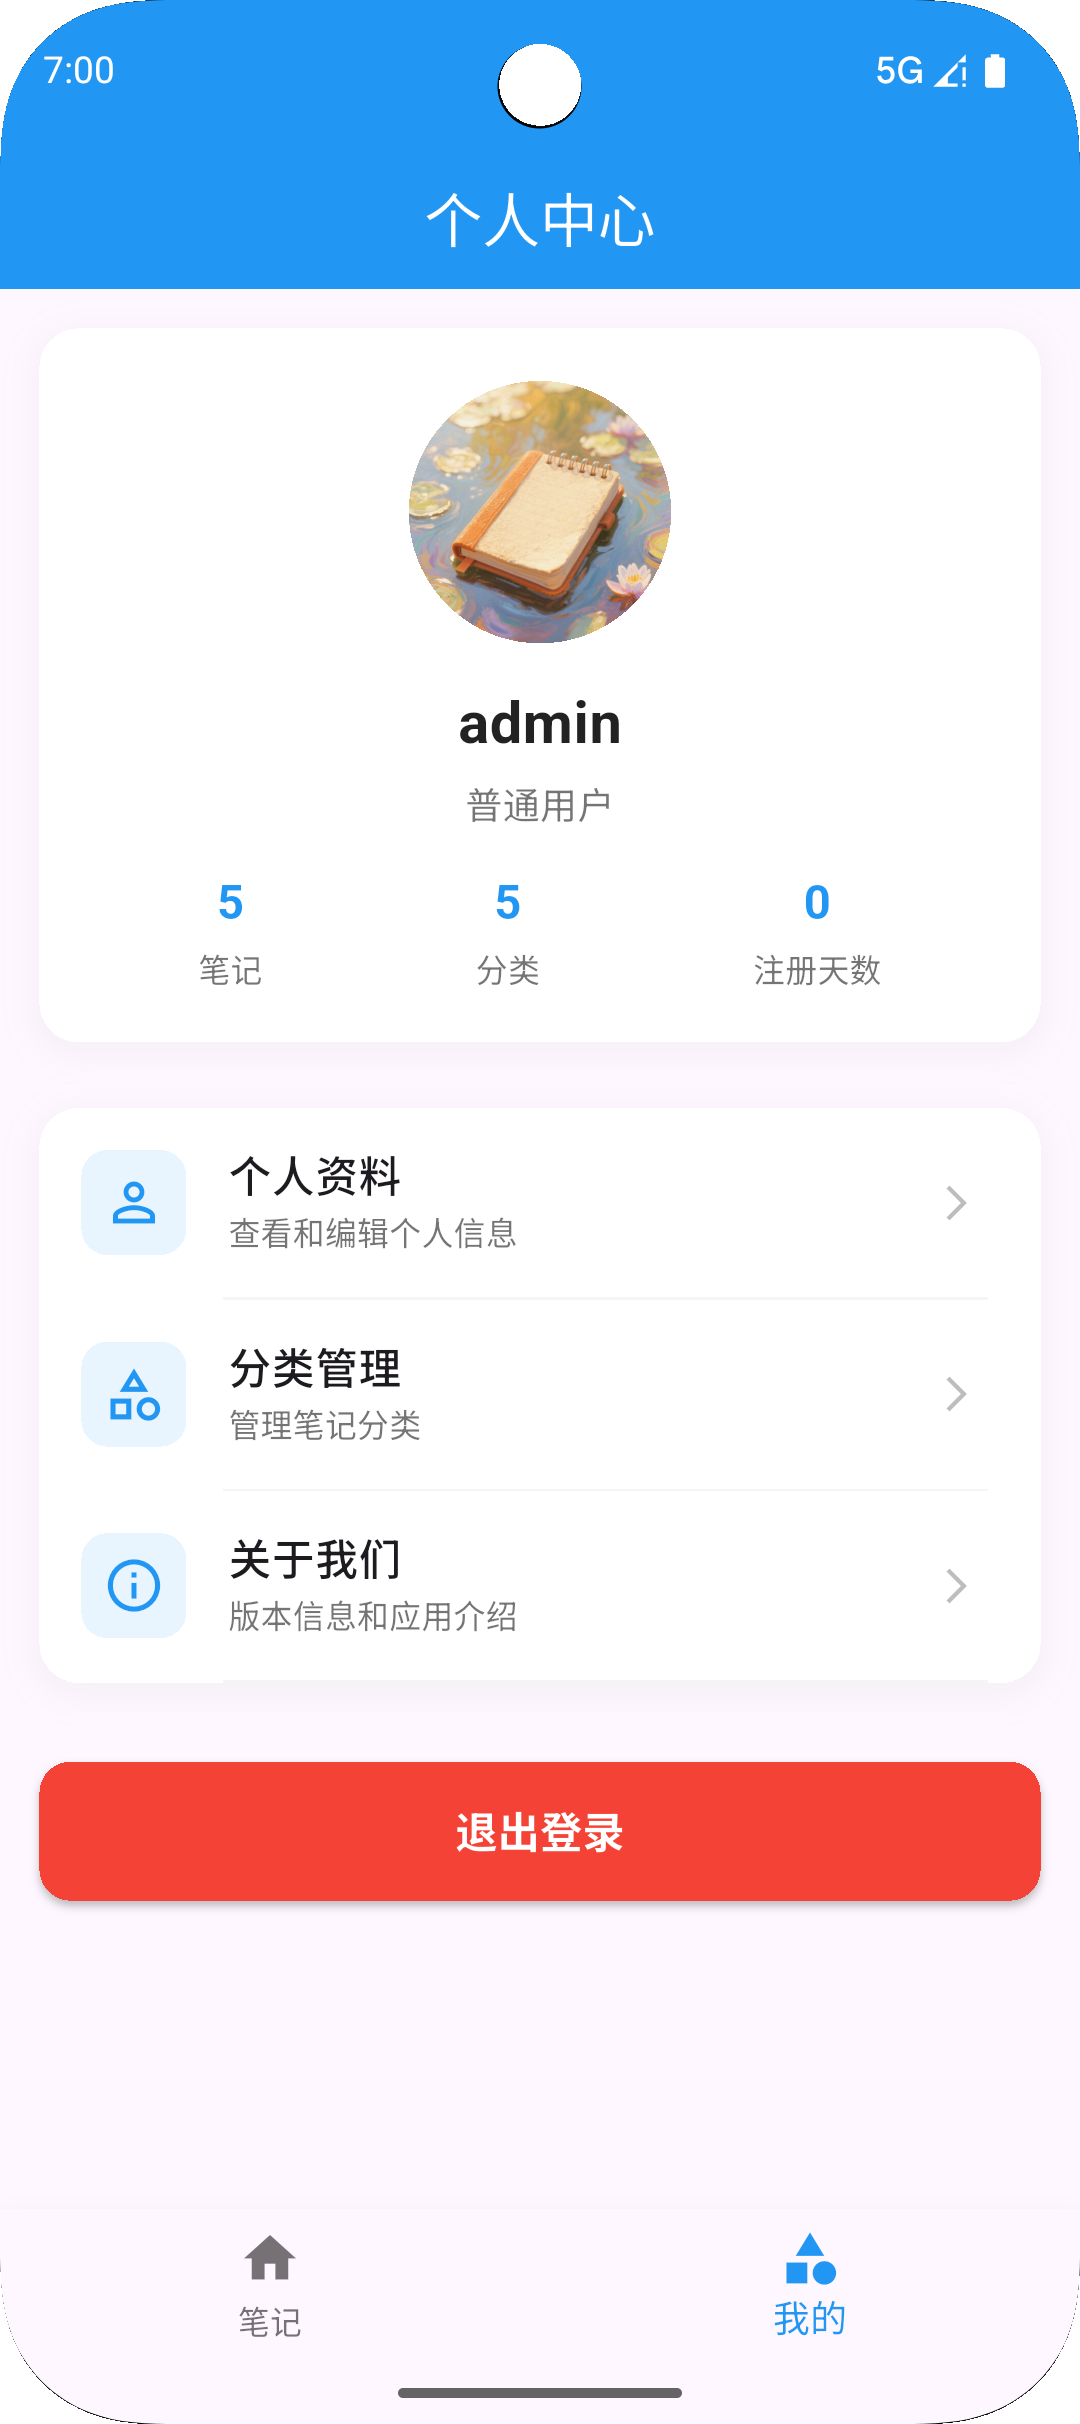 7:00
5G
个人中心
admin
普通用户
5 5 0
笔记 分类 注册天数
个人资料
查看和编辑个人信息
分类管理
管理笔记分类
关于我们
版本信息和应用介绍
退出登录
笔记 我的